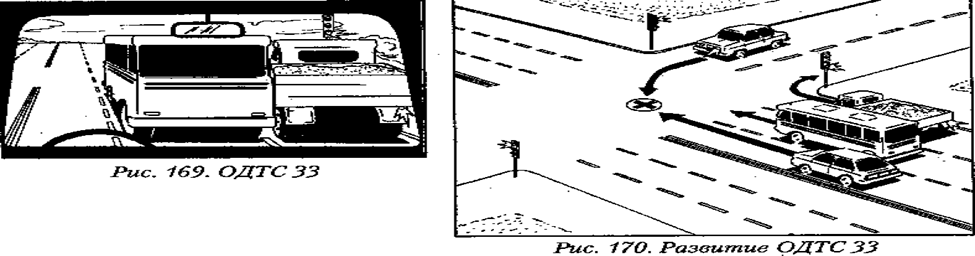 Рис. 169. ОДТС 33
Рис. 170. Развитие ОДТС 33